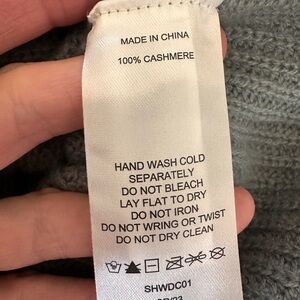 MADE IN CHINA
100% CASHMERE
HAND WASH COLD
SEPARATELY
DO NOT BLEACH
LAY FLAT TO DRY
DO NOT IRON
DO NOT WRING OR TWIST
DO NOT DRY CLEAN
SHWDC01